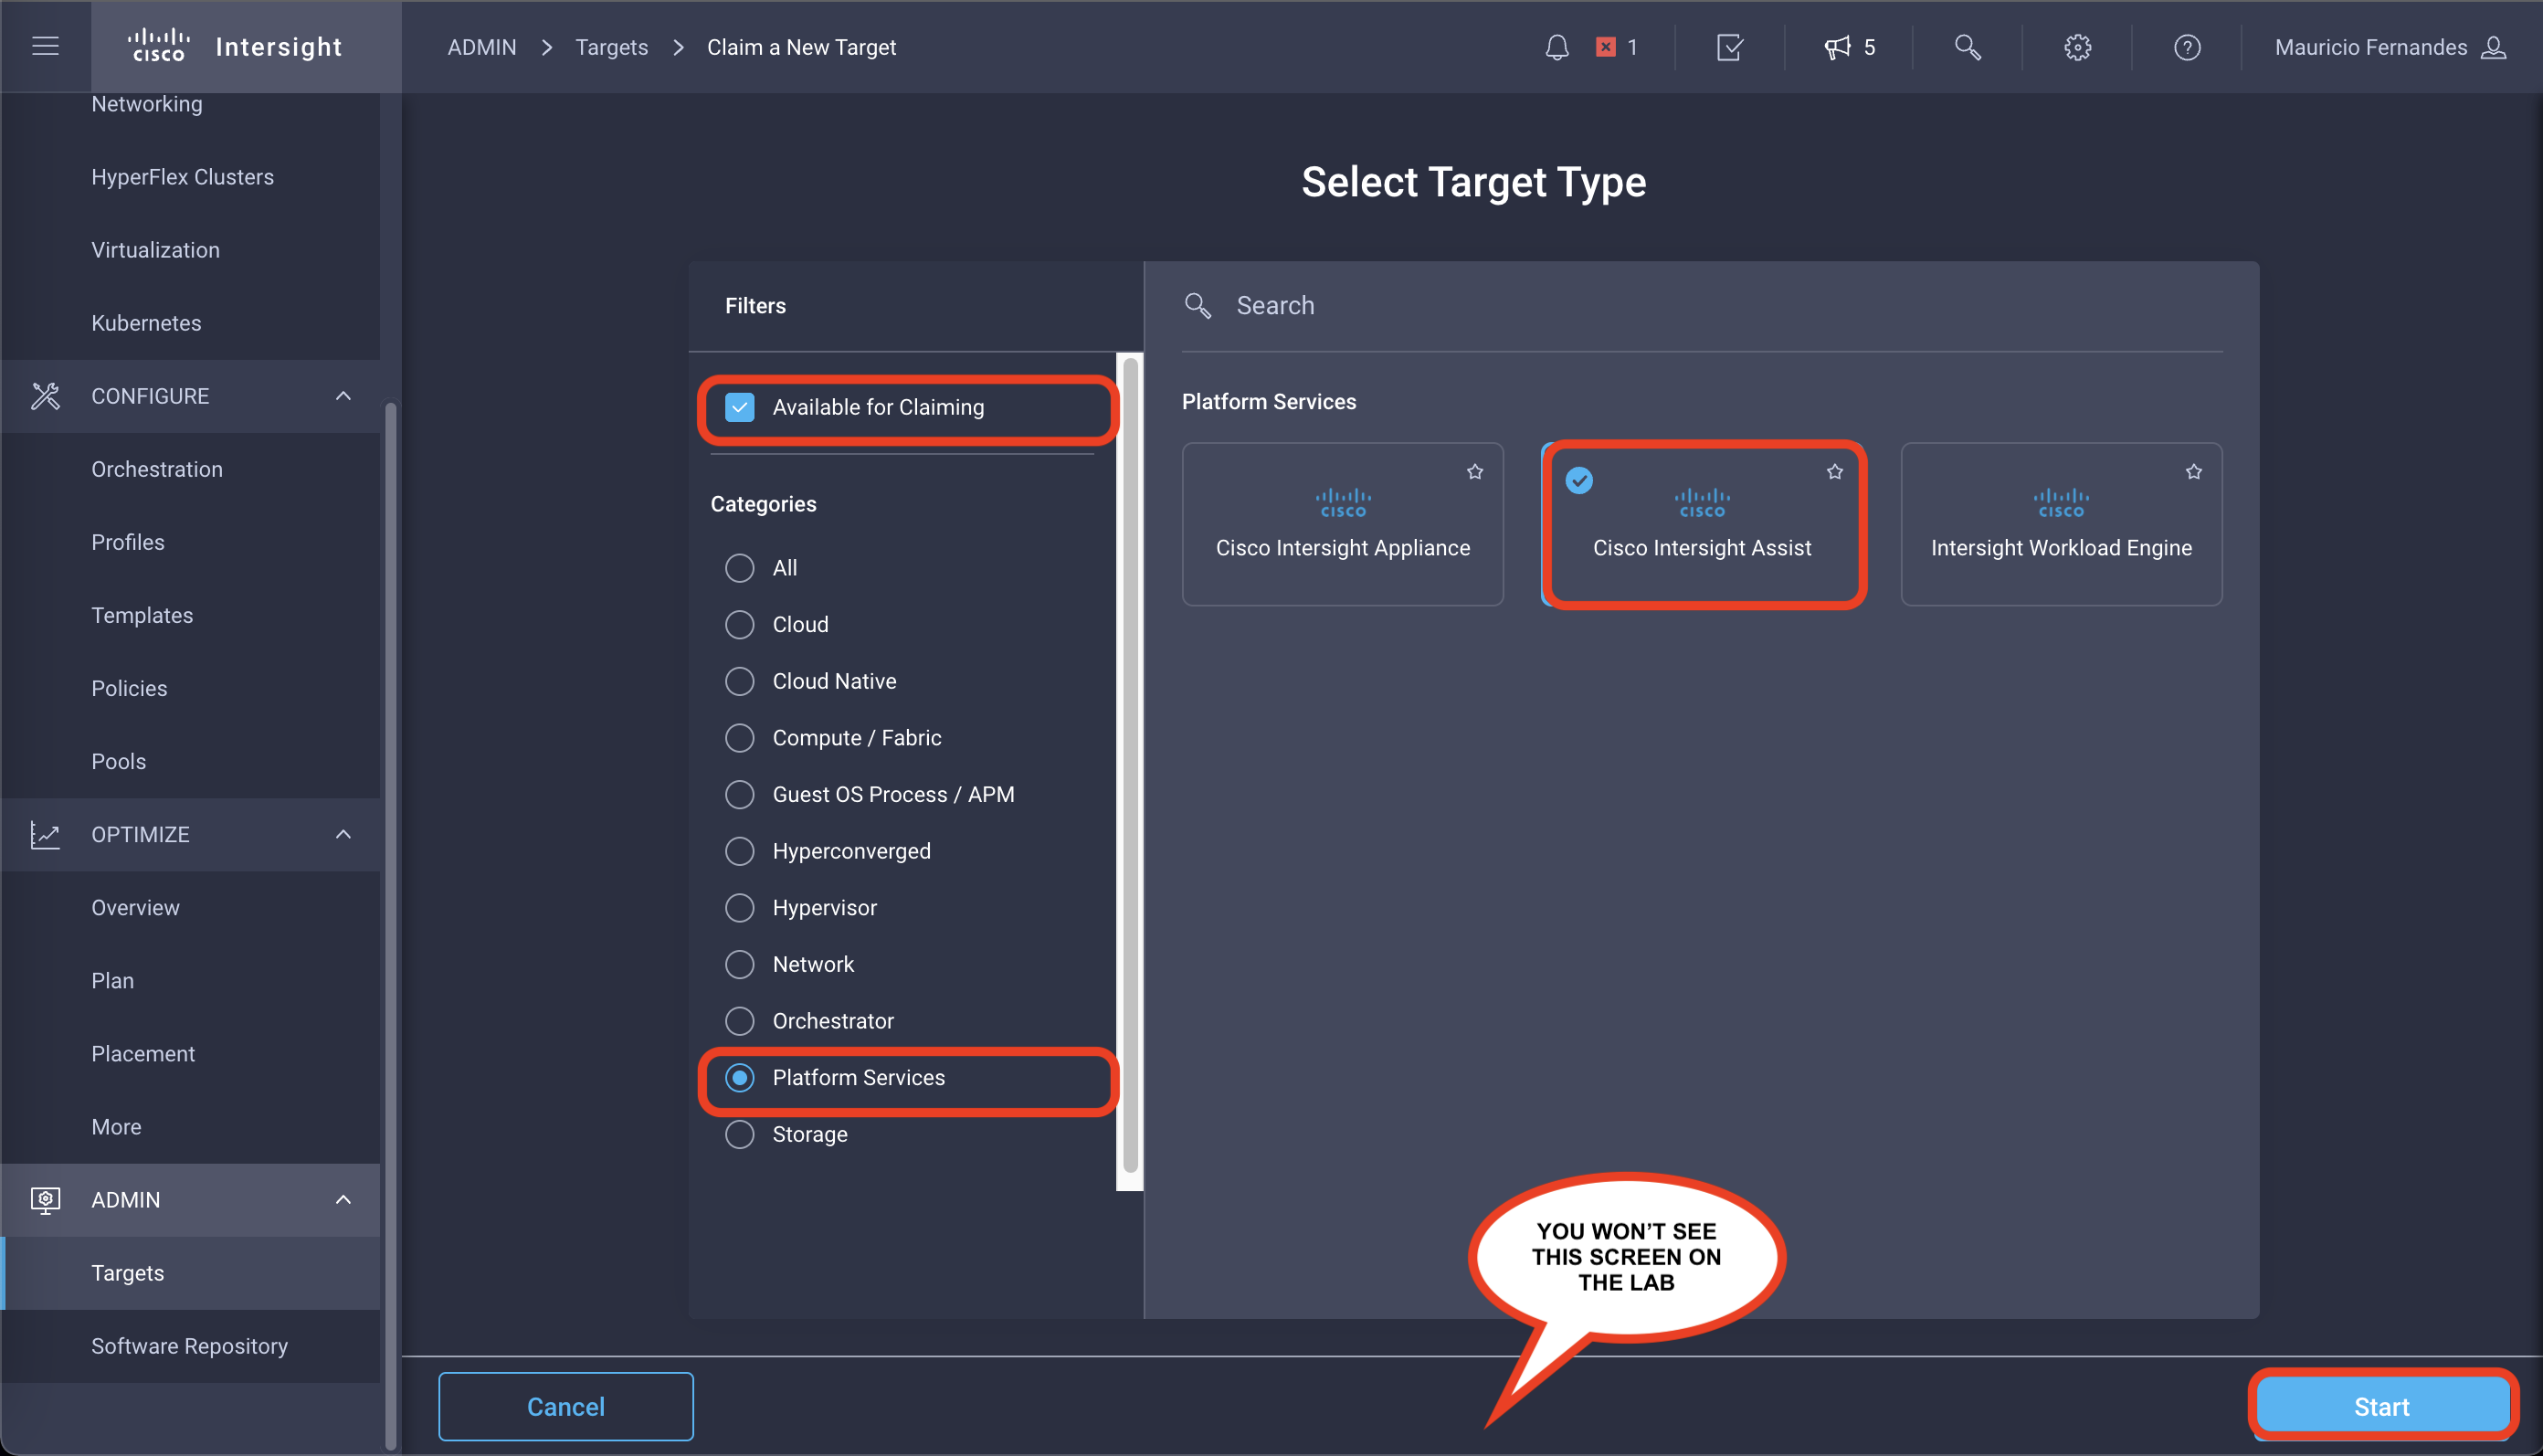 CISCO Intersight
ADMIN > Targets > Claim a New Target
1
5
Mauricio Fernandes
Networking
HyperFlex Clusters
Virtualization
Kubernetes
CONFIGURE
Orchestration
Profiles
Templates
Policies
Pools
OPTIMIZE
Overview
Plan
Placement
More
ADMIN
Targets
Software Repository
Select Target Type
Filters
Available for Claiming
Categories
All
Cloud
Cloud Native
Compute / Fabric
Guest OS Process / APM
Hyperconverged
Hypervisor
Network
Orchestrator
Platform Services
Storage
Search
Platform Services
CISCO
Cisco Intersight Appliance
CISCO
Cisco Intersight Assist
CISCO
Intersight Workload Engine
YOU WON’T SEE
THIS SCREEN ON
THE LAB
Cancel
Start